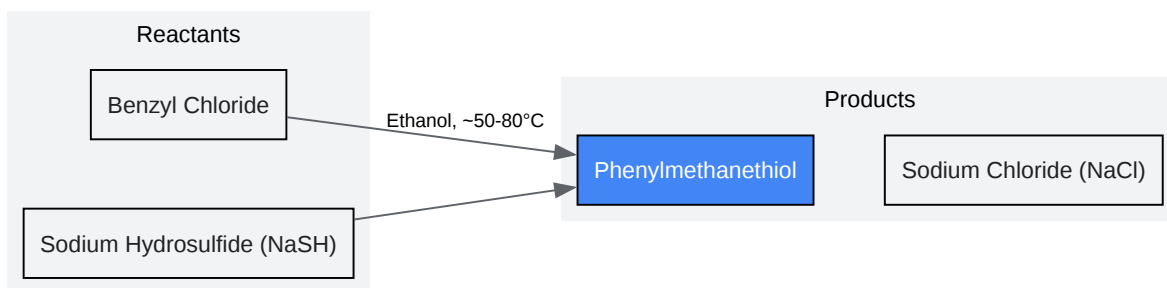 Reactants
Benzyl Chloride
Sodium Hydrosulfide (NaSH)
Ethanol, ~50-80°C
Products
Phenylmethanethiol
Sodium Chloride (NaCl)